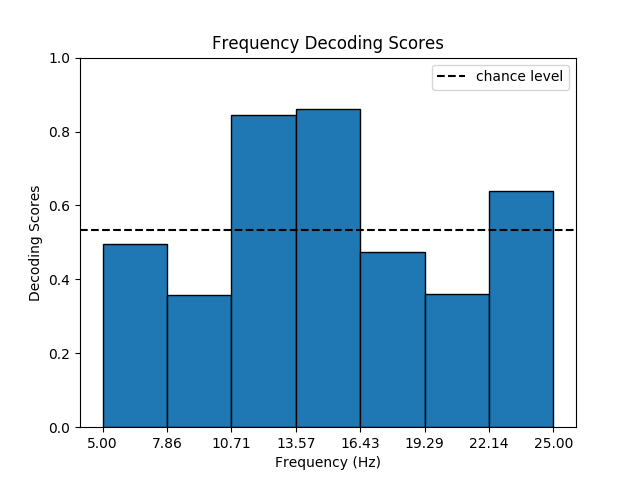 Frequency Decoding Scores
chance level
1.0
0.8
0.6
0.4
0.2
0.0
Decoding Scores
5.00 7.86 10.71 13.57 16.43 19.29 22.14 25.00
Frequency (Hz)